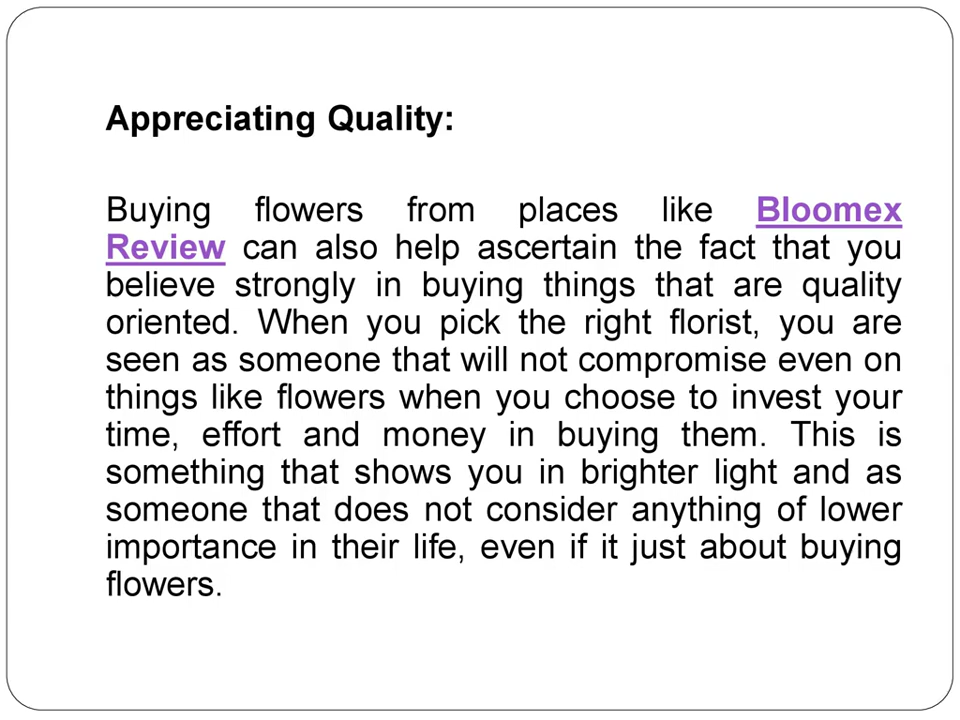 Appreciating Quality:
Buying flowers from places like Bloomex
Review can also help ascertain the fact that you
believe strongly in buying things that are quality
oriented. When you pick the right florist, you are
seen as someone that will not compromise even on
things like flowers when you choose to invest your
time, effort and money in buying them. This is
something that shows you in brighter light and as
someone that does not consider anything of lower
importance in their life, even if it just about buying
flowers.